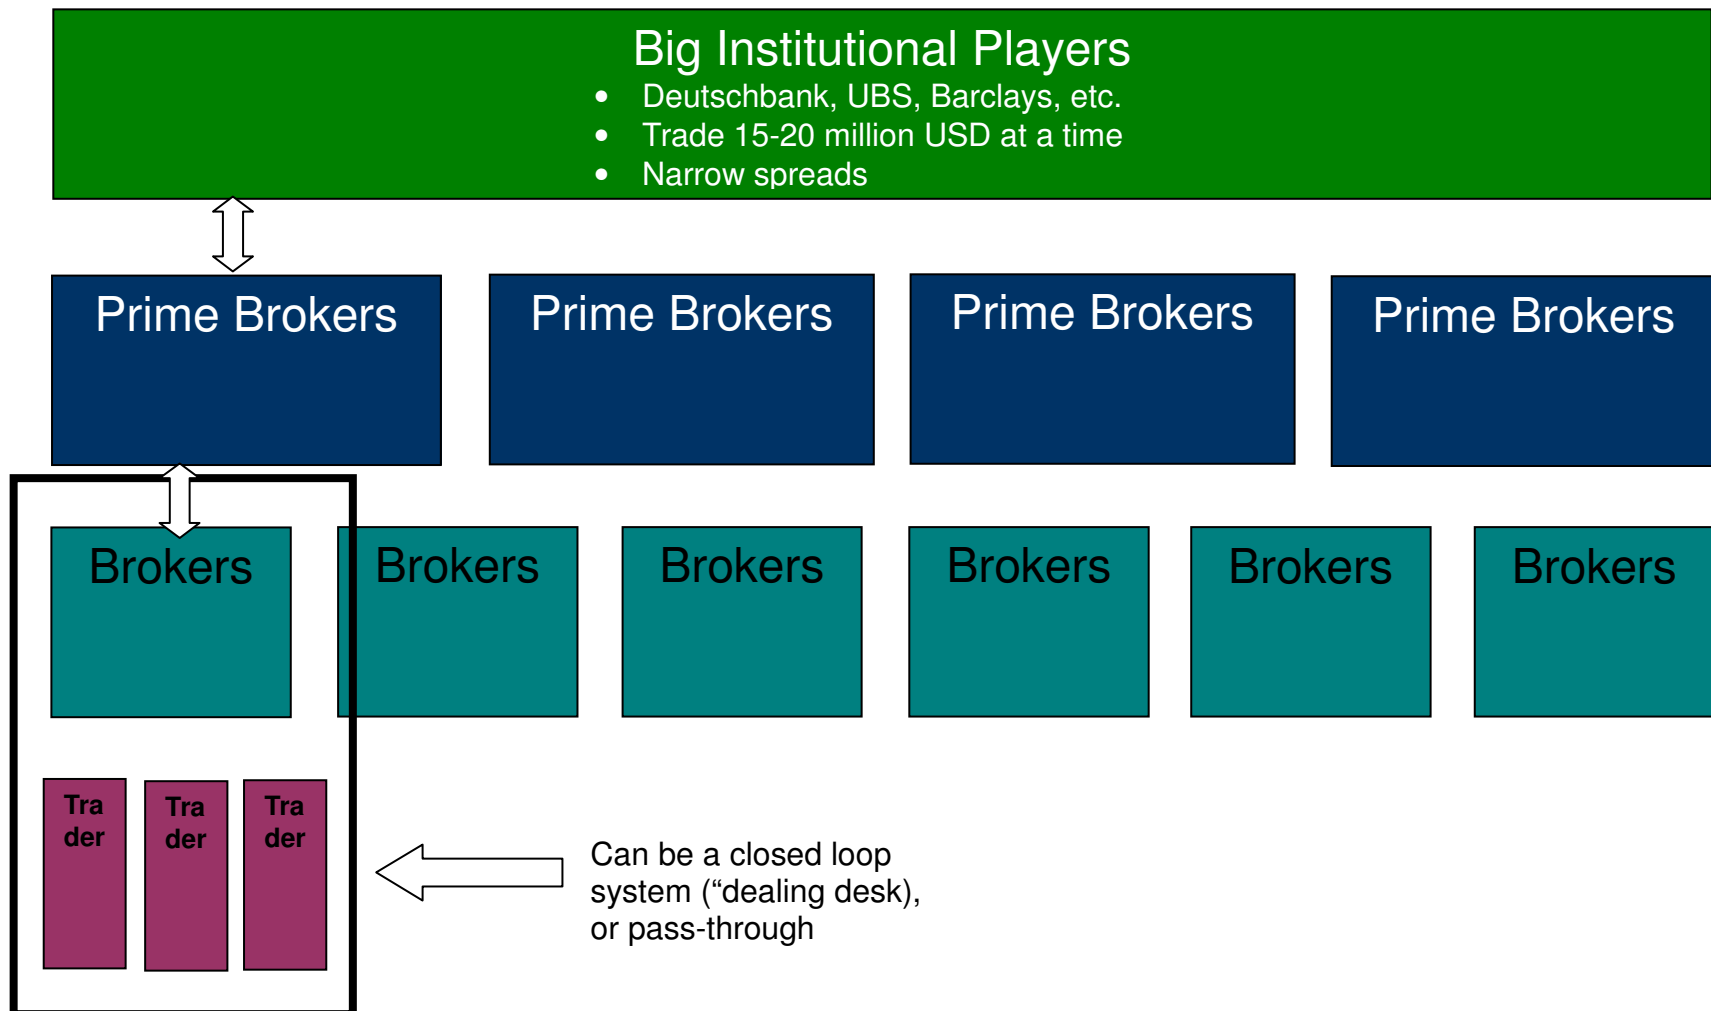 Big Institutional Players
• Deutschbank, UBS, Barclays, etc.
• Trade 15-20 million USD at a time
• Narrow spreads
Prime Brokers
Prime Brokers
Prime Brokers
Prime Brokers
Brokers
Brokers
Brokers
Brokers
Brokers
Brokers
Tra
der
Tra
der
Tra
der
Can be a closed loop
system (“dealing desk),
or pass-through